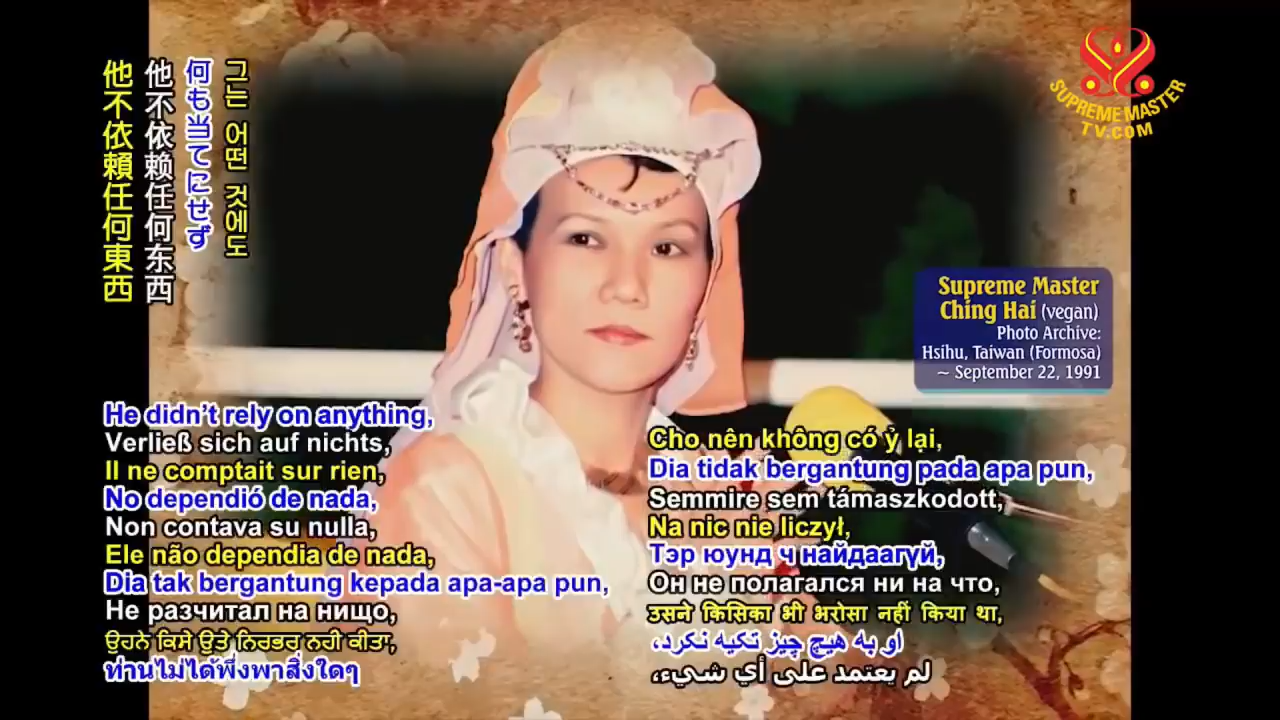 他不依賴任何東西
他不依赖任何东西
何も当てにせず
그는 어떤 것에도
SUPREME MASTER
TV.COM
Supreme Master
Ching Hai (vegan)
Photo Archive:
Hsihu, Taiwan (Formosa)
~ September 22, 1991
He didn't rely on anything,
Verließ sich auf nichts,
Il ne comptait sur rien,
No dependió de nada,
Non contava su nulla,
Ele não dependia de nada,
Dia tak bergantung kepada apa-apa pun,
Не разчитал на нищо,
ਉਹਨੇ ਕਿਸੇ ਉਤੇ ਨਿਰਭਰ ਨਹੀ ਕੀਤਾ,
ท่านไม่ได้พึ่งพาสิ่งใดๆ
Cho nên không có ỷ lại,
Dia tidak bergantung pada apa pun,
Semmire sem támaszkodott,
Na nic nie liczył,
Тэр юунд ч найдаагүй,
Он не полагался ни на что,
उसने किसिका भी भरोसा नहीं किया था,
او به هیچ چیز تکیه نکرد،
لم يعتمد على أي شيء،